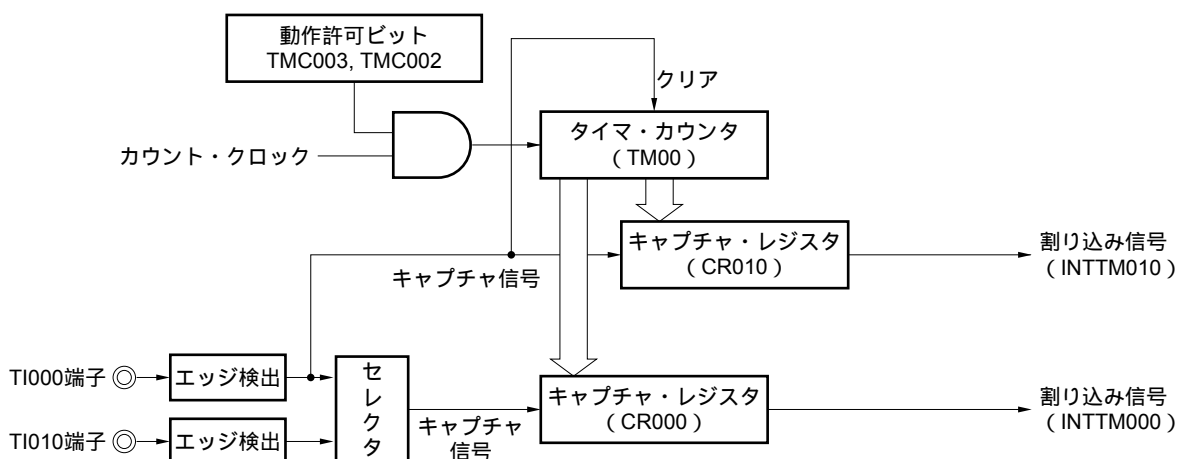 動作許可ビット
TMC003, TMC002
クリア
カウント・クロック
タイマ・カウンタ
（TM00）
キャプチャ・レジスタ
（CR010）
割り込み信号
（INTTM010）
キャプチャ信号
TI000端子
エッジ検出
セレクタ
キャプチャ・レジスタ
（CR000）
割り込み信号
（INTTM000）
TI010端子
エッジ検出
キャプチャ
信号